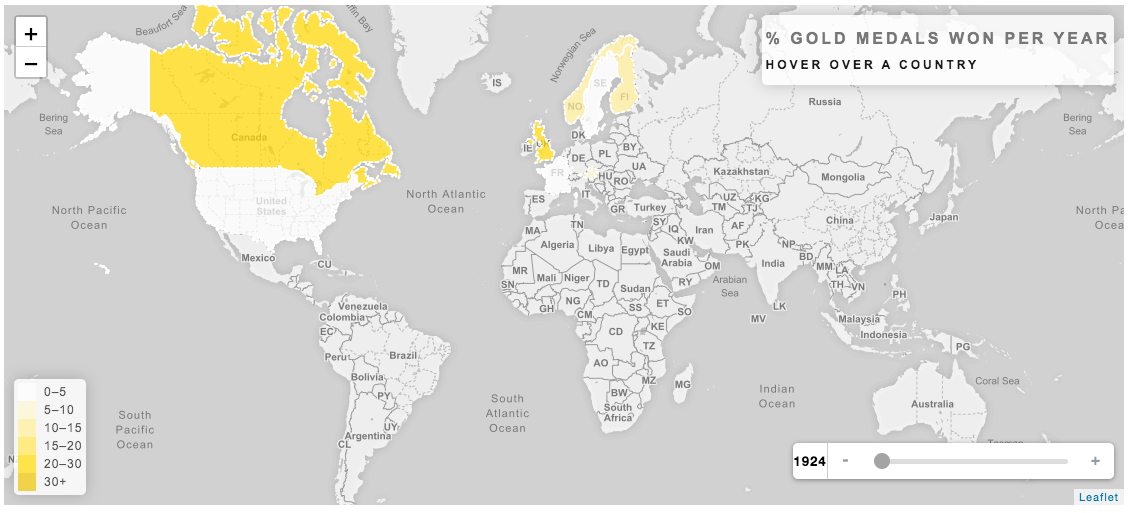 +
−
Beaufort Sea
ffin Bay
% GOLD MEDALS WON PER YEAR
HOVER OVER A COUNTRY
Norwegian Sea
IS
SE
NO
FI
Russia
Bering
Sea
Bering
Sea
Canada
DK
IE
BY
PL
DE
UA
Kazakhstan
Mongolia
FR
HU
RO
IT
ES
GR
Turkey
UZ
KG
TM
TJ
North Atlantic
Ocean
United
States
North Pacific
Ocean
China
Japan
North Pa
Ocea
MA
TN
SY
IQ
Iran
AF
KW
PK
Algeria
Libya
Egypt
Saudi
Arabia
NP
BD
India
Mexico
CU
MR
Mali
Niger
TD
Sudan
OM
RY
Arabian
Sea
MM
LA
TH
VN
PH
SN
GH
NG
CM
SS
ET
SO
LK
MV
Venezuela
Colombia
EC
CD
KE
Malaysia
Indonesia
PG
Peru
Brazil
TZ
AO
Bolivia
MZ
MG
PY
BW
South
Africa
Indian
Ocean
Coral Sea
Australia
South
Pacific
Ocean
South
Atlantic
Ocean
UY
Argentina
CL
Tasman
N
0–5
5–10
10–15
15–20
20–30
30+
1924
-
+
Leaflet